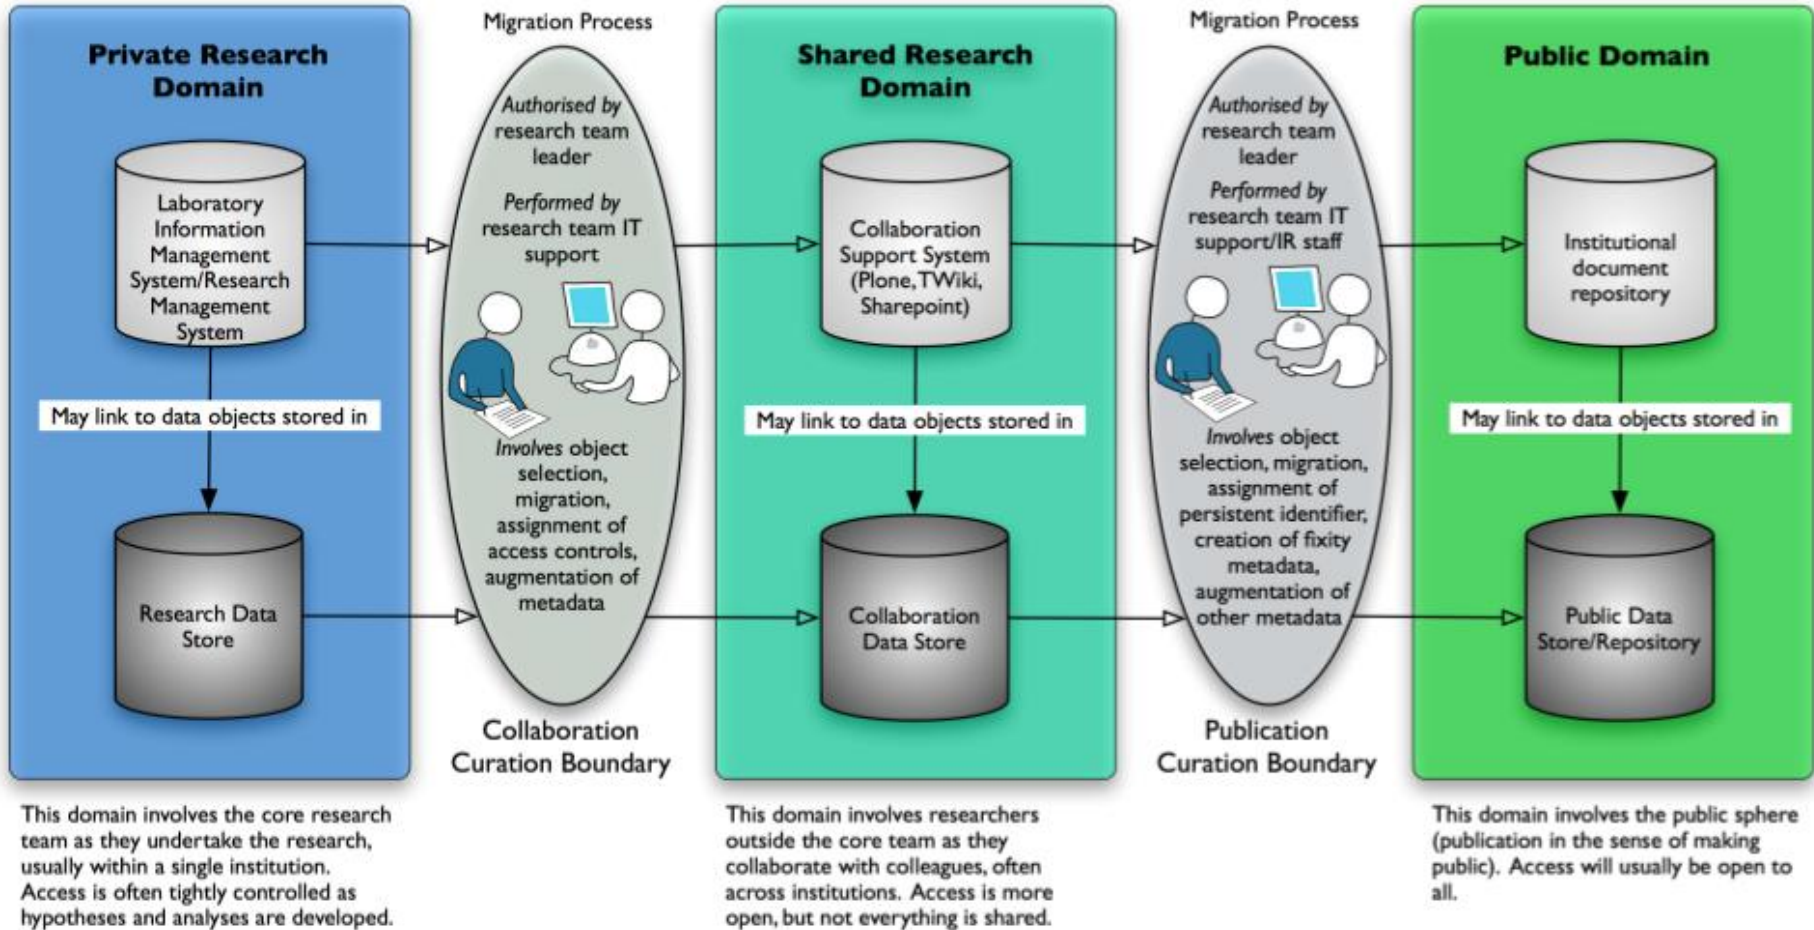 Private Research
Domain
Laboratory
Information
Management
System/Research
Management
System
May link to data objects stored in
Research Data
Store
This domain involves the core research
team as they undertake the research,
usually within a single institution.
Access is often tightly controlled as
hypotheses and analyses are developed.
Migration Process
Authorised by
research team
leader
Performed by
research team IT
support
Involves object
selection,
migration,
assignment of
access controls,
augmentation of
metadata
Collaboration
Curation Boundary
Shared Research
Domain
Collaboration
Support System
(Plone, TWiki,
Sharepoint)
May link to data objects stored in
Collaboration
Data Store
This domain involves researchers
outside the core team as they
collaborate with colleagues, often
across institutions. Access is more
open, but not everything is shared.
Migration Process
Authorised by
research team
leader
Performed by
research team IT
support/IR staff
Involves object
selection, migration,
assignment of
persistent identifier,
creation of fixity
metadata,
augmentation of
other metadata
Publication
Curation Boundary
Public Domain
Institutional
document
repository
May link to data objects stored in
Public Data
Store/Repository
This domain involves the public sphere
(publication in the sense of making
public). Access will usually be open to
all.